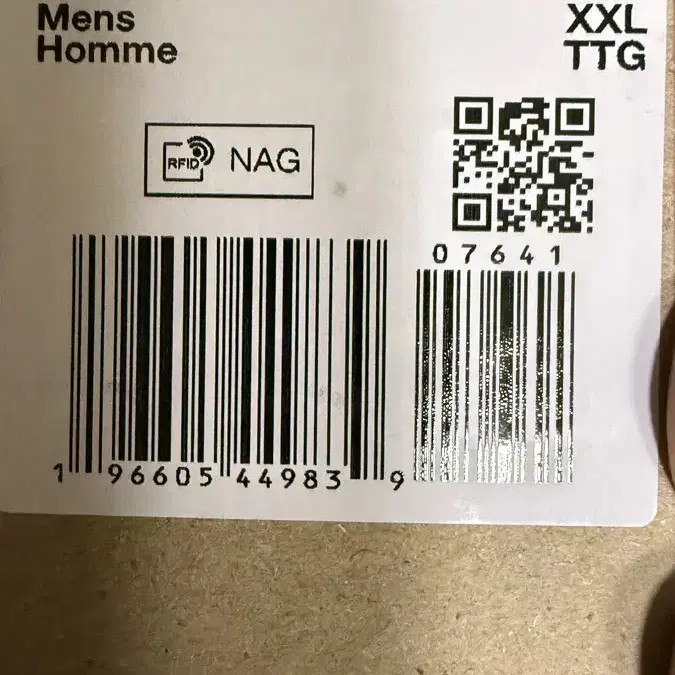 Mens
Homme
XXL
TTG
RFID NAG
07641
1 96605 44983 9